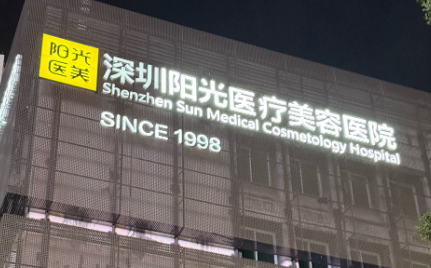 阳光
医美
深圳阳光医疗美容医院
Shenzhen Sun Medical Cosmetology Hospital
SINCE 1998